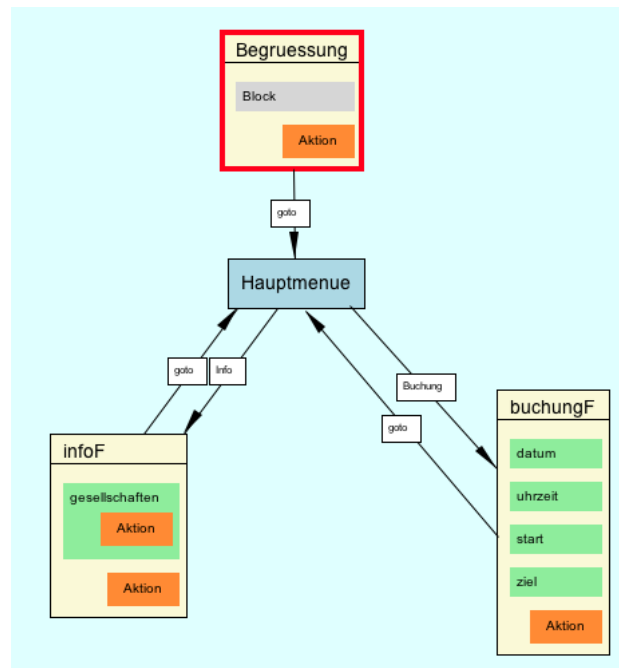 Begruessung
Block
Aktion
goto
Hauptmenue
goto
Info
Buchung
goto
infoF
gesellschaften
Aktion
Aktion
buchungF
datum
uhrzeit
start
ziel
Aktion